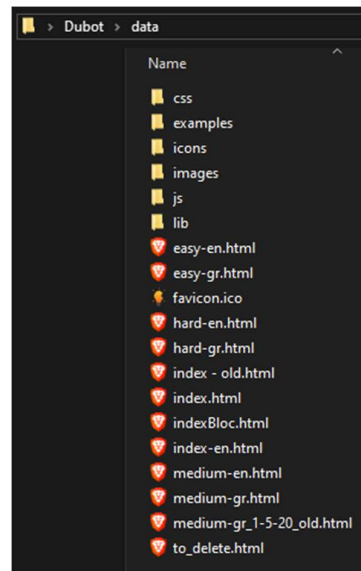 > Dubot > data
Name
css
examples
icons
images
js
lib
easy-en.html
easy-gr.html
favicon.ico
hard-en.html
hard-gr.html
index - old.html
index.html
indexBloc.html
index-en.html
medium-en.html
medium-gr.html
medium-gr_1-5-20_old.html
to_delete.html